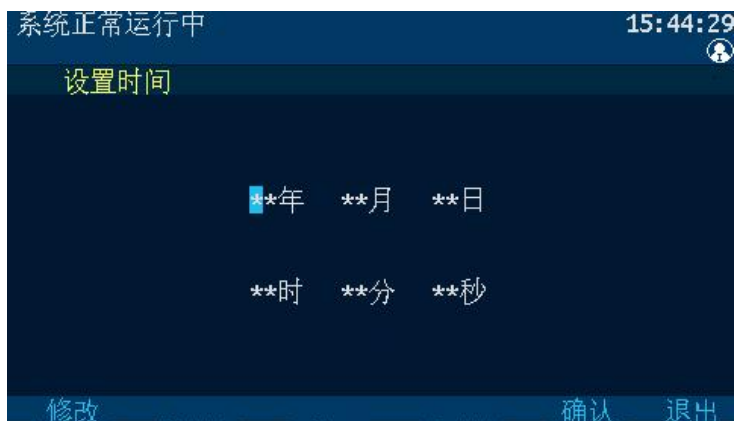 系统正常运行中 15:44:29
设置时间
**年 **月 **日
**时 **分 **秒
修改 确认 退出